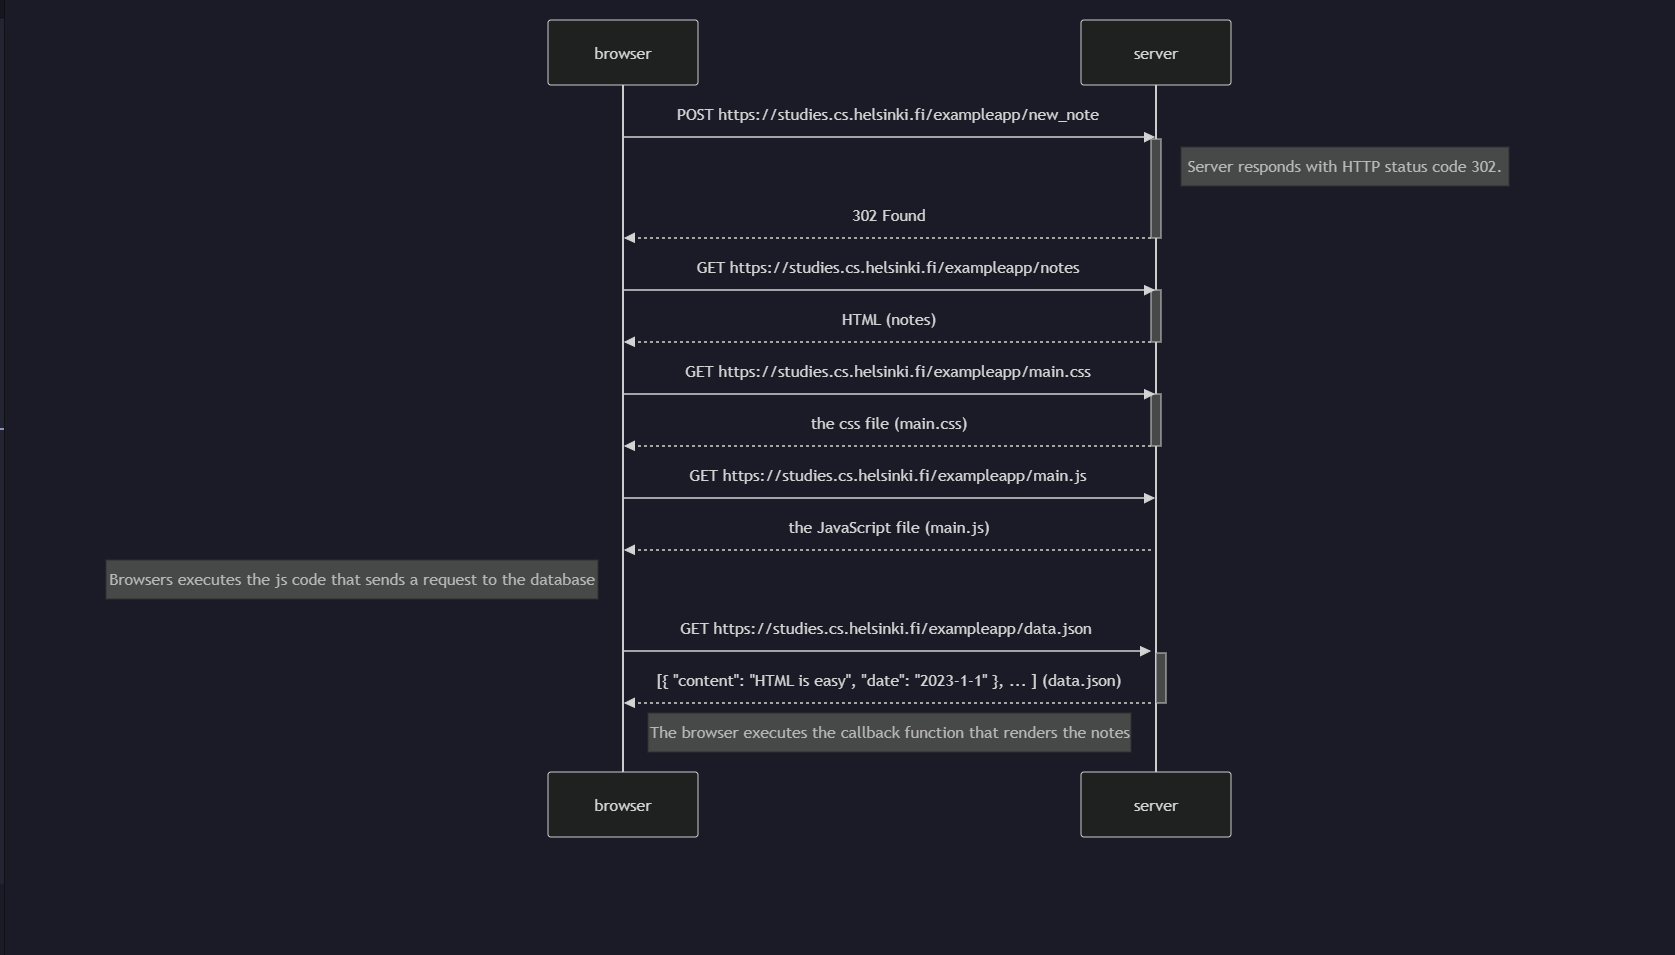 browser
server
POST https://studies.cs.helsinki.fi/exampleapp/new_note
Server responds with HTTP status code 302.
302 Found
GET https://studies.cs.helsinki.fi/exampleapp/notes
HTML (notes)
GET https://studies.cs.helsinki.fi/exampleapp/main.css
the css file (main.css)
GET https://studies.cs.helsinki.fi/exampleapp/main.js
the JavaScript file (main.js)
Browsers executes the js code that sends a request to the database
GET https://studies.cs.helsinki.fi/exampleapp/data.json
[{ "content": "HTML is easy", "date": "2023-1-1" }, ... ] (data.json)
The browser executes the callback function that renders the notes
browser
server